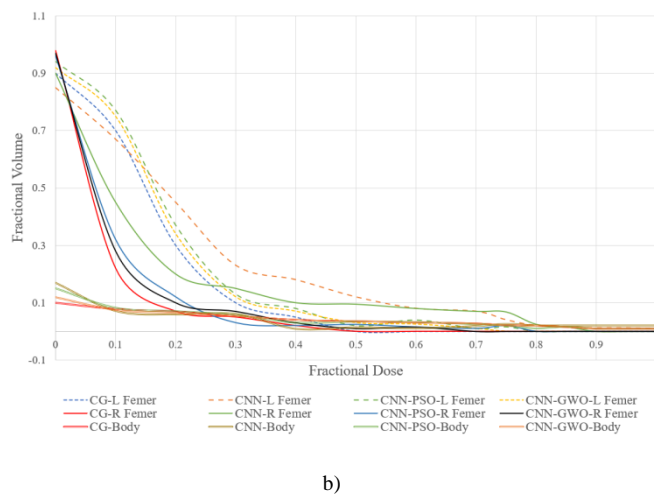 1.1
0.9
0.7
0.5
0.3
0.1
-0.1
Fractional Volume
0 0.1 0.2 0.3 0.4 0.5 0.6 0.7 0.8 0.9
Fractional Dose
CG-L Femer CNN-L Femer CNN-PSO-L Femer CNN-GWO-L Femer
CG-R Femer CNN-R Femer CNN-PSO-R Femer CNN-GWO-R Femer
CG-Body CNN-Body CNN-PSO-Body CNN-GWO-Body
b)